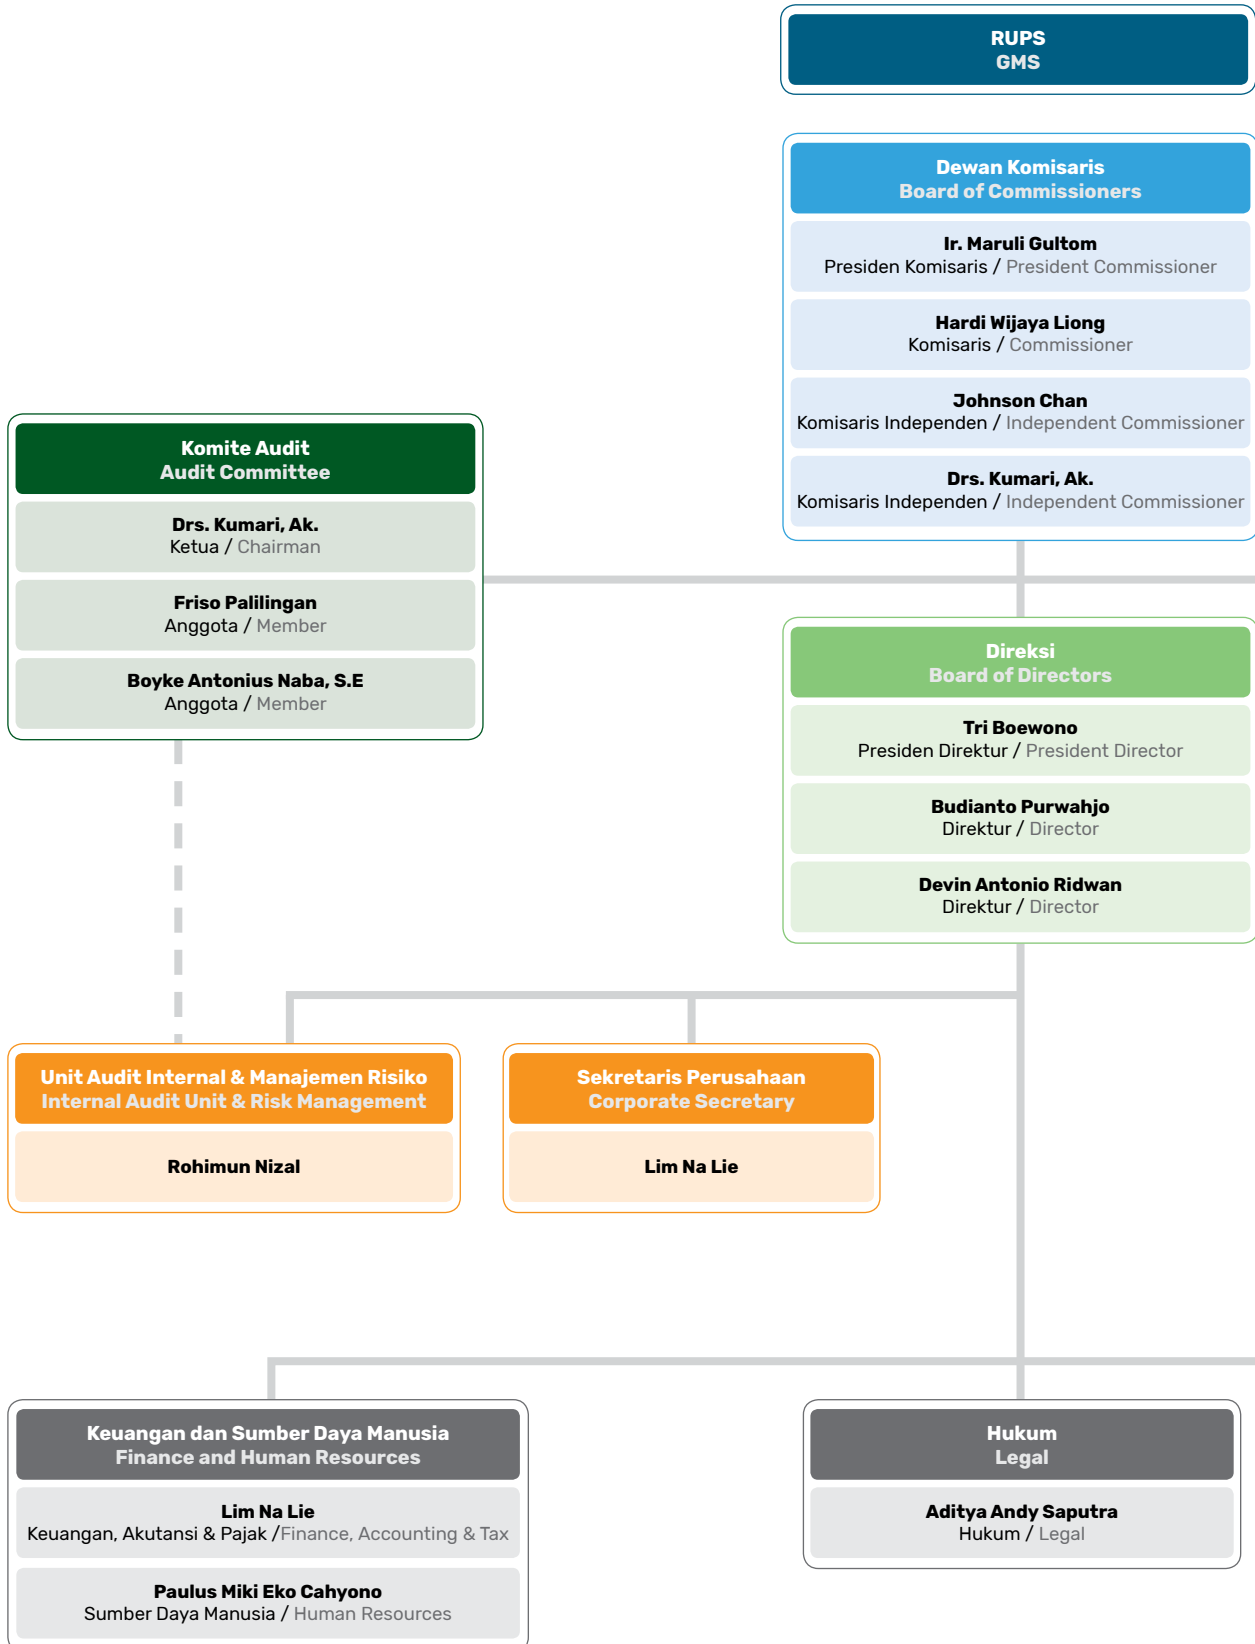 RUPS
GMS
Dewan Komisaris
Board of Commissioners
Ir. Maruli Gultom
Presiden Komisaris / President Commissioner
Hardi Wijaya Liong
Komisaris / Commissioner
Johnson Chan
Komisaris Independen / Independent Commissioner
Drs. Kumari, Ak.
Komisaris Independen / Independent Commissioner
Komite Audit
Audit Committee
Drs. Kumari, Ak.
Ketua / Chairman
Friso Palilingan
Anggota / Member
Boyke Antonius Naba, S.E
Anggota / Member
Direksi
Board of Directors
Tri Boewono
Presiden Direktur / President Director
Budianto Purwahjo
Direktur / Director
Devin Antonio Ridwan
Direktur / Director
Unit Audit Internal & Manajemen Risiko
Internal Audit Unit & Risk Management
Rohimun Nizal
Sekretaris Perusahaan
Corporate Secretary
Lim Na Lie
Keuangan dan Sumber Daya Manusia
Finance and Human Resources
Lim Na Lie
Keuangan, Akutansi & Pajak /Finance, Accounting & Tax
Paulus Miki Eko Cahyono
Sumber Daya Manusia / Human Resources
Hukum
Legal
Aditya Andy Saputra
Hukum / Legal